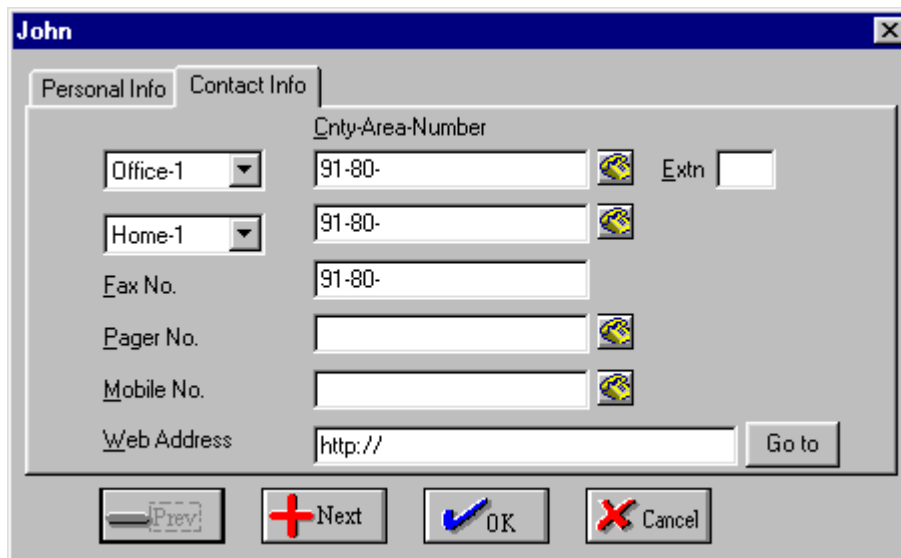 John
Personal Info Contact Info
Cnty-Area-Number
Office-1 91-80- Extn
Home-1 91-80-
Fax No. 91-80-
Pager No.
Mobile No.
Web Address http:// Go to
Prev Next OK Cancel